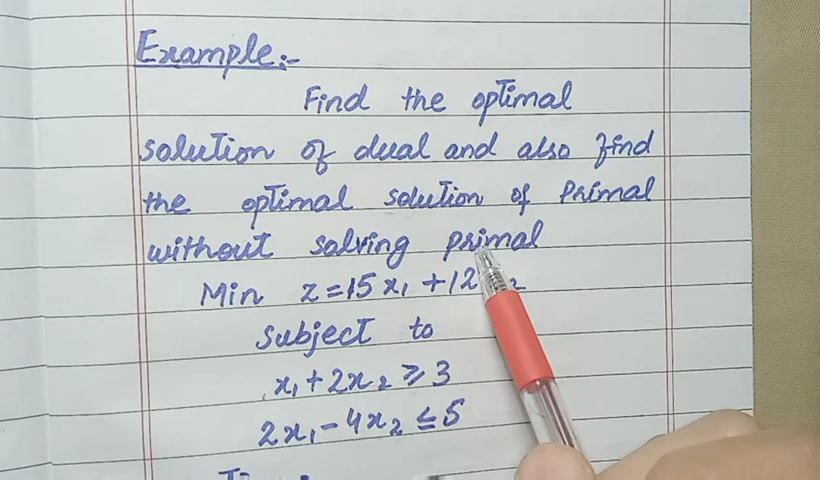 Example:-
Find the optimal
solution of dual and also find
the optimal solution of Primal
without solving primal
Min z=15x₁ +12
subject to
x₁+2x₂ ≥ 3
2x₁-4x₂ ≤ 5